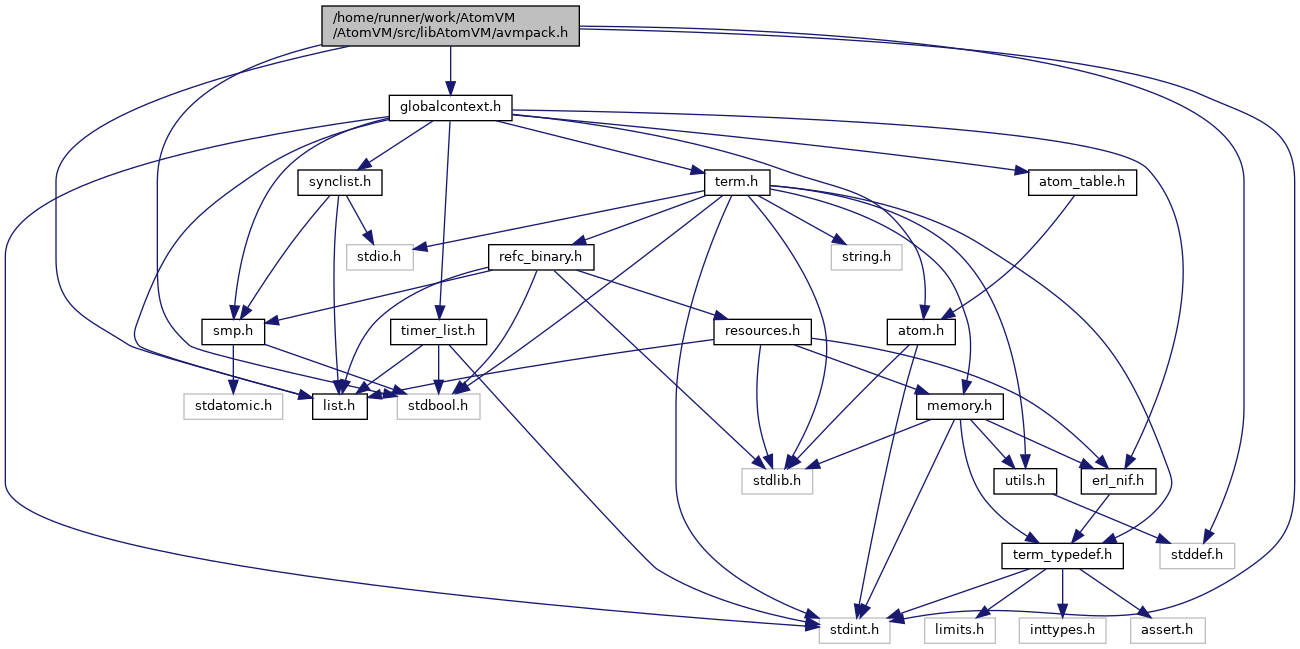 /home/runner/work/AtomVM
/AtomVM/src/libAtomVM/avmpack.h
globalcontext.h
synclist.h
term.h
atom_table.h
stdio.h
refc_binary.h
string.h
smp.h
timer_list.h
resources.h
atom.h
stdatomic.h
list.h
stdbool.h
memory.h
stdlib.h
utils.h
erl_nif.h
term_typedef.h
stddef.h
stdint.h
limits.h
inttypes.h
assert.h